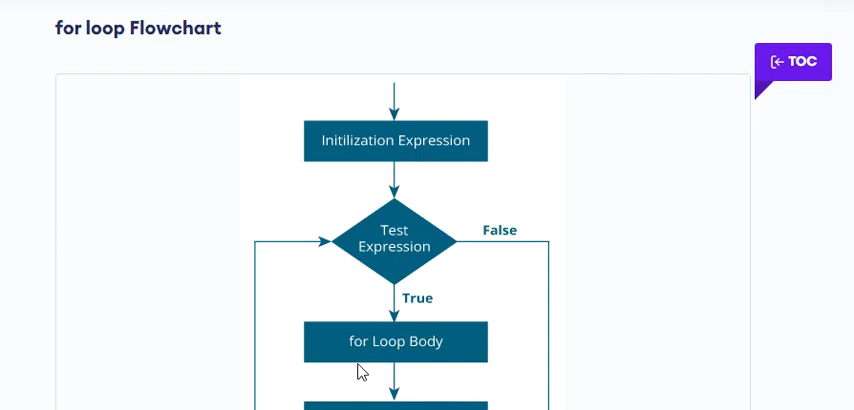 for loop Flowchart
TOC
Initilization Expression
Test
Expression
False
True
for Loop Body